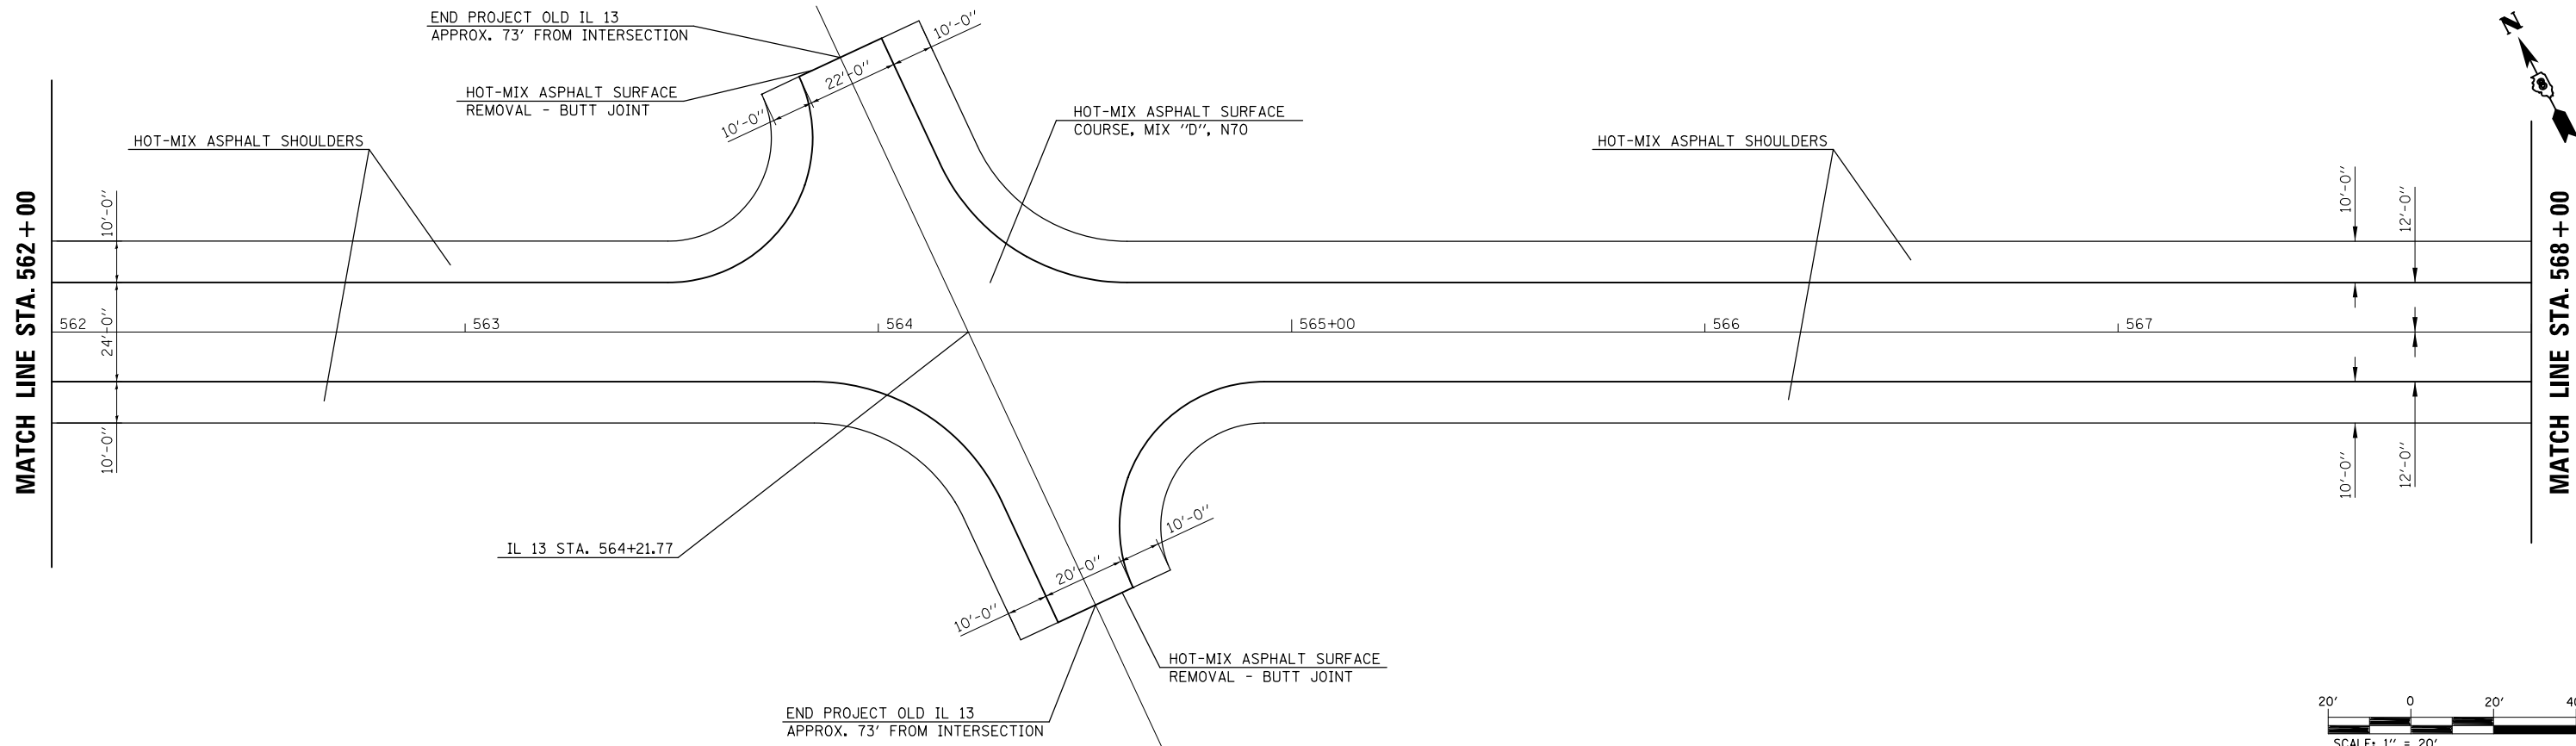 END PROJECT OLD IL 13
APPROX. 73' FROM INTERSECTION
10'-0"
N
22'-0"
HOT-MIX ASPHALT SURFACE
REMOVAL - BUTT JOINT
8
10'-0"
HOT-MIX ASPHALT SURFACE
COURSE, MIX "D", N70
HOT-MIX ASPHALT SHOULDERS
HOT-MIX ASPHALT SHOULDERS
MATCH LINE STA. 562+00
10'-0"
24'-0"
10'-0"
562
563
564
565+00
566
567
10'-0"
12'-0"
10'-0"
12'-0"
MATCH LINE STA. 568+00
IL 13 STA. 564+21.77
10'-0"
20'-0"
10'-0"
HOT-MIX ASPHALT SURFACE
REMOVAL - BUTT JOINT
END PROJECT OLD IL 13
APPROX. 73' FROM INTERSECTION
20' 0 20'
SCALE: 1" = 20'